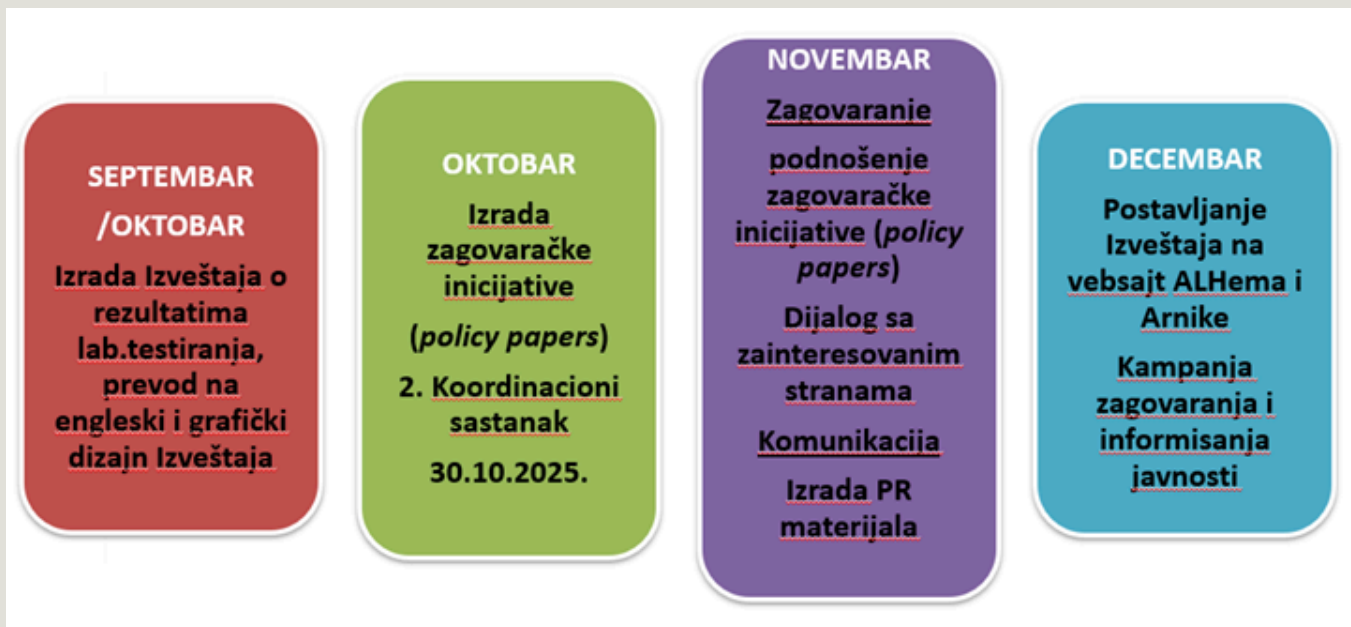 SEPTEMBAR
/OKTOBAR
Izrada Izveštaja o
rezultatima
lab.testiranja,
prevod na
engleski i grafički
dizajn Izveštaja
OKTOBAR
Izrada
zagovaračke
inicijative
(policy papers)
2. Koordinacioni
sastanak
30.10.2025.
NOVEMBAR
Zagovaranje
podnošenje
zagovaračke
inicijative (policy
papers)
Dijalog sa
zainteresovanim
stranama
Komunikacija
Izrada PR
materijala
DECEMBAR
Postavljanje
Izveštaja na
vebsajt ALHema i
Arnike
Kampanja
zagovaranja i
informisanja
javnosti